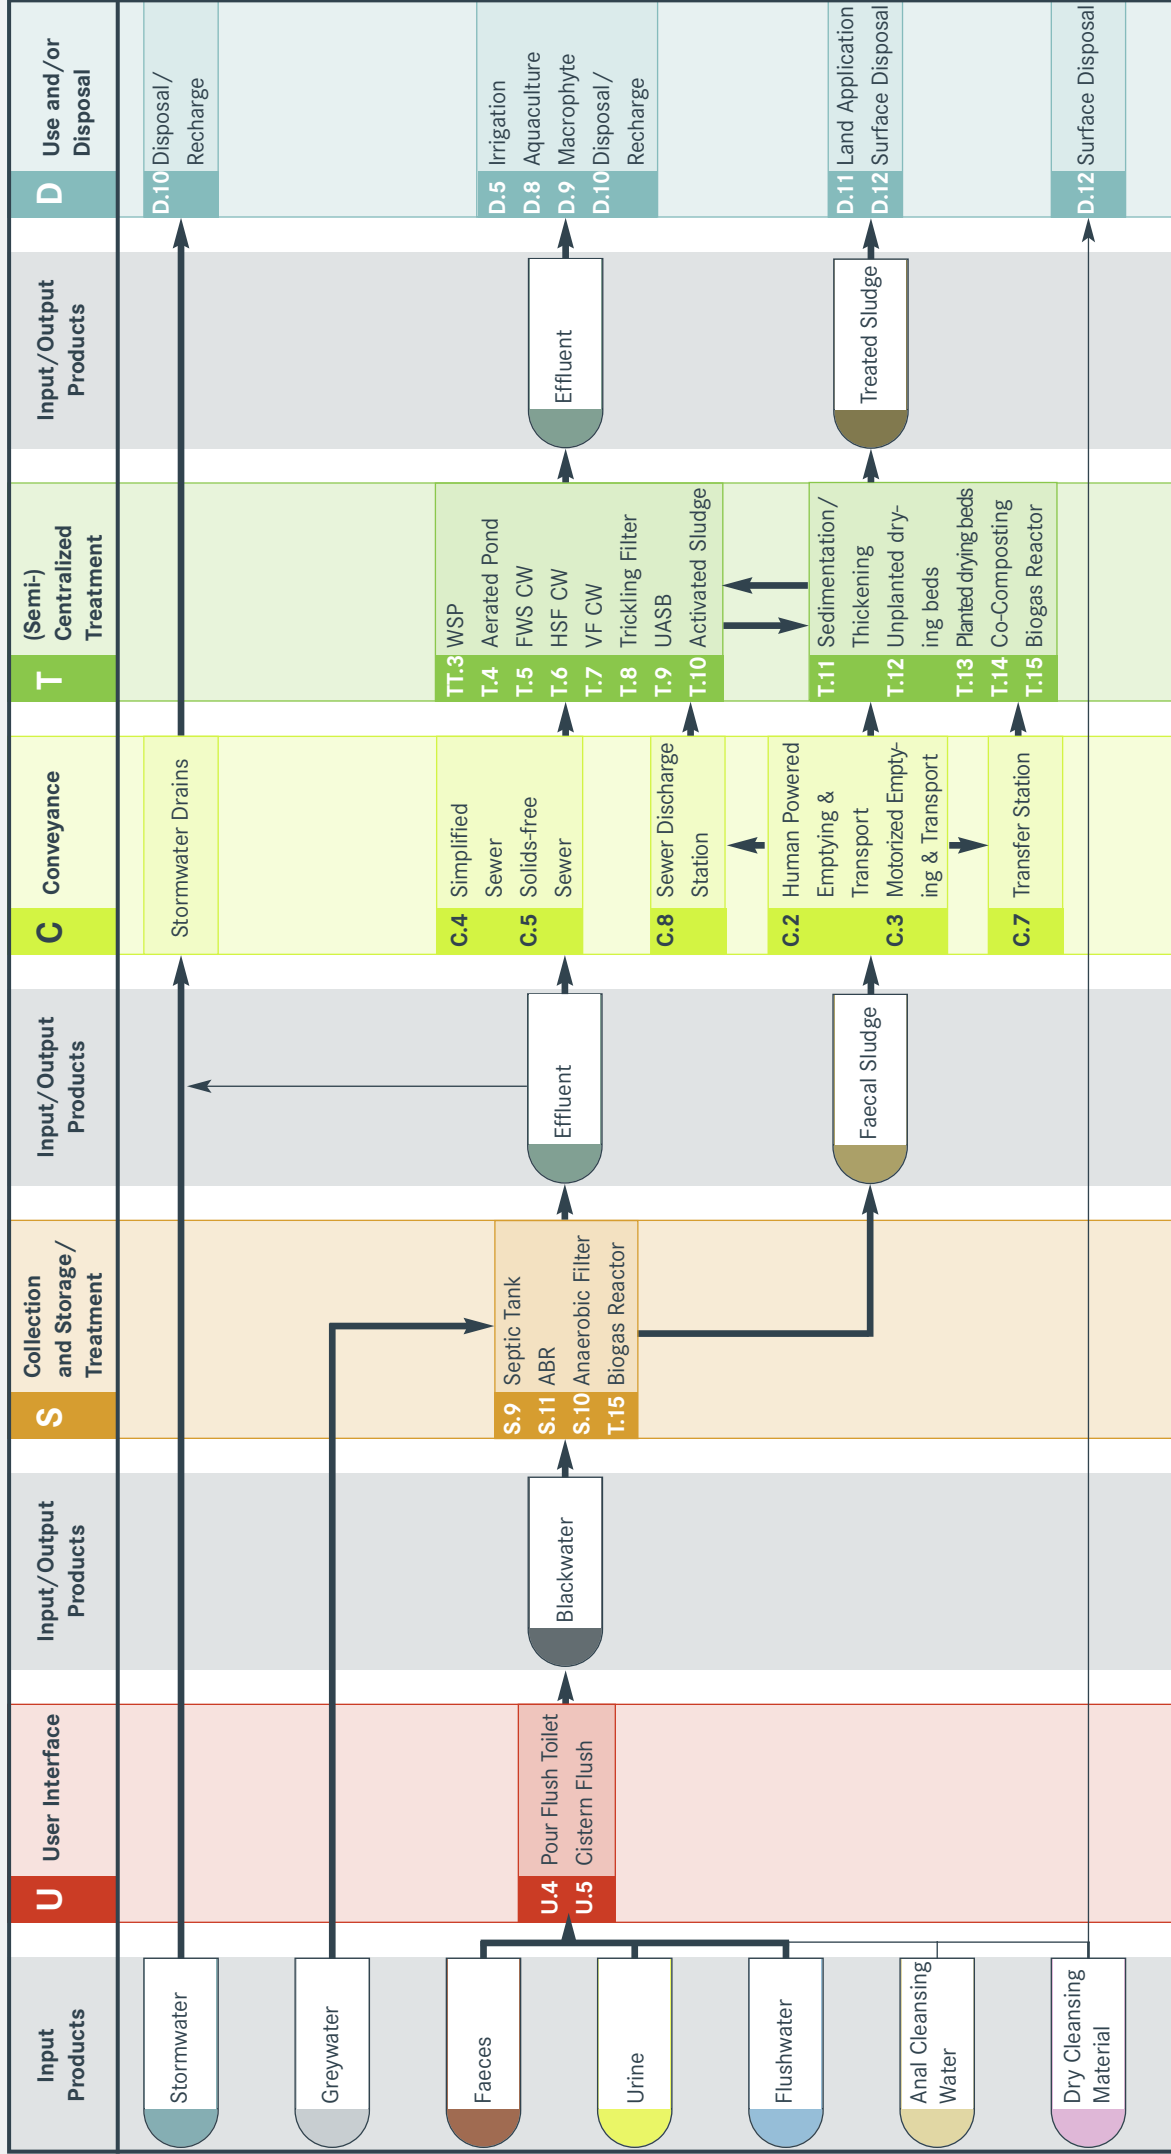 Input
Products
U User Interface
Input/Output
Products
S Collection
and Storage/
Treatment
Input/Output
Products
C Conveyance
T (Semi-)
Centralized
Treatment
Input/Output
Products
D Use and/or
Disposal
Stormwater
Stormwater Drains
D.10 Disposal/
Recharge
Greywater
Faeces
Urine
Flushwater
Anal Cleansing
Water
Dry Cleansing
Material
U.4 Pour Flush Toilet
U.5 Cistern Flush
Blackwater
S.9 Septic Tank
S.11 ABR
S.10 Anaerobic Filter
T.15 Biogas Reactor
Effluent
Faecal Sludge
C.4 Simplified
Sewer
C.5 Solids-free
Sewer
C.8 Sewer Discharge
Station
C.2 Human Powered
Emptying &
Transport
C.3 Motorized Empty-
ing & Transport
C.7 Transfer Station
TT.3 WSP
T.4 Aerated Pond
T.5 FWS CW
T.6 HSF CW
T.7 VF CW
T.8 Trickling Filter
T.9 UASB
T.10 Activated Sludge
T.11 Sedimentation/
Thickening
T.12 Unplanted dry-
ing beds
T.13 Planted drying beds
T.14 Co-Composting
T.15 Biogas Reactor
Effluent
Treated Sludge
D.5 Irrigation
D.8 Aquaculture
D.9 Macrophyte
D.10 Disposal/
Recharge
D.11 Land Application
D.12 Surface Disposal
D.12 Surface Disposal